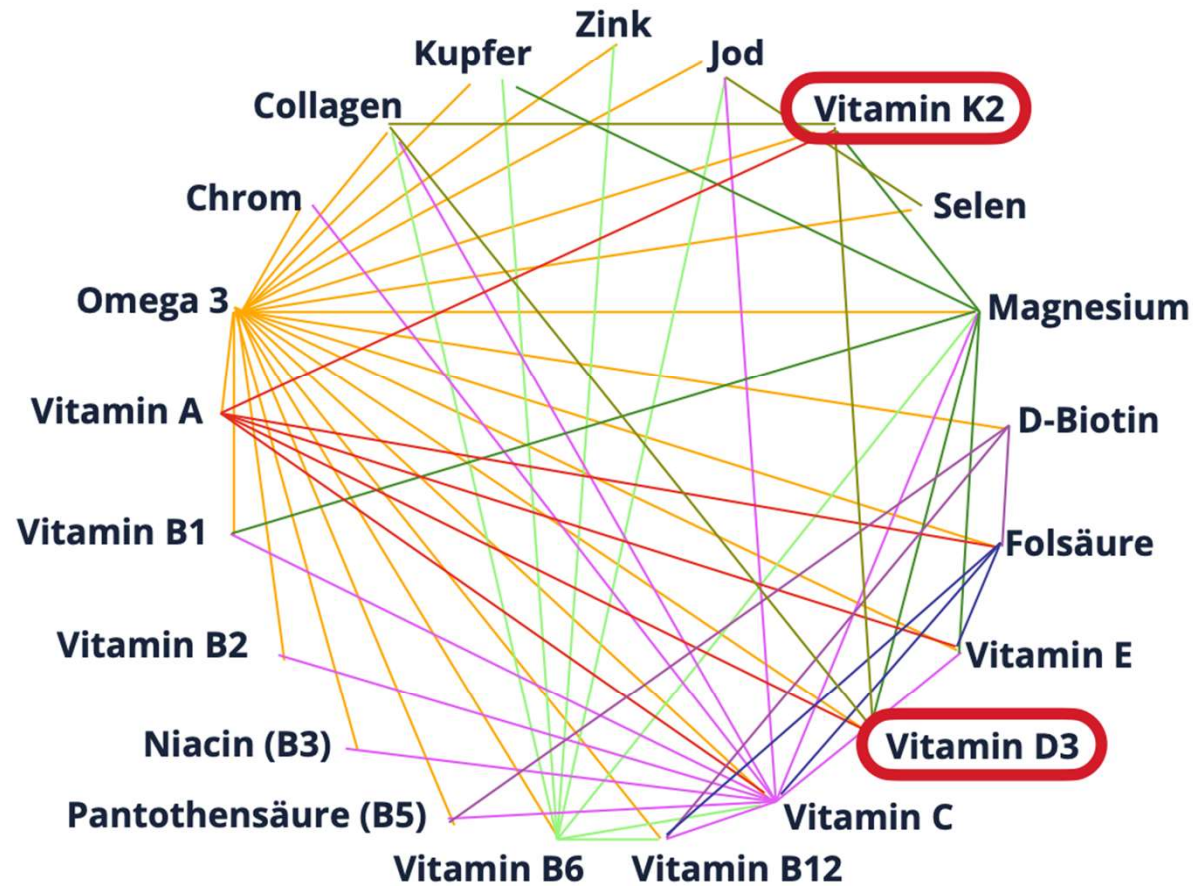 Zink
Kupfer
Jod
Collagen
Vitamin K2
Chrom
Selen
Omega 3
Magnesium
Vitamin A
D-Biotin
Vitamin B1
Folsäure
Vitamin B2
Vitamin E
Niacin (B3)
Vitamin D3
Pantothensäure (B5)
Vitamin C
Vitamin B6
Vitamin B12